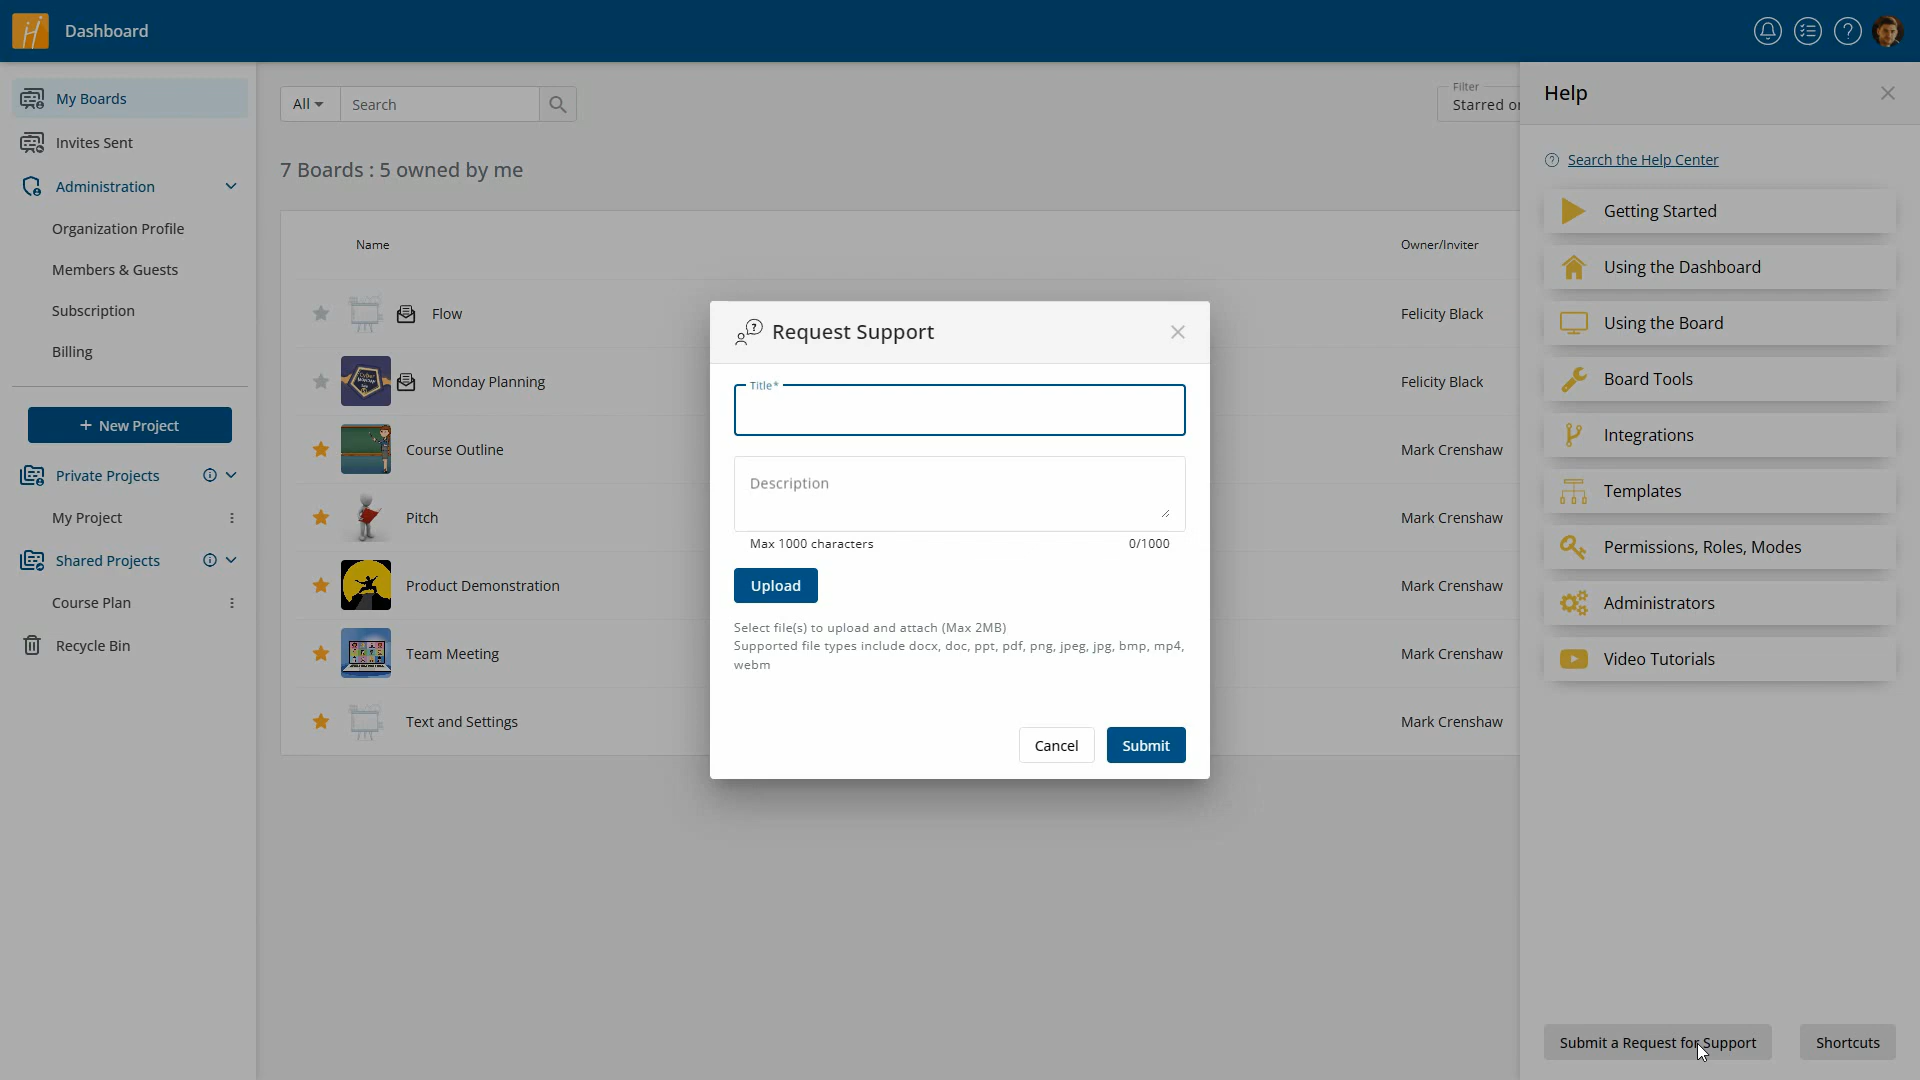 Dashboard
My Boards
Invites Sent
Administration
Organization Profile
Members & Guests
Subscription
Billing
+ New Project
Private Projects
My Project
Shared Projects
Course Plan
Recycle Bin
All
Search
Filter
Starred or
7 Boards : 5 owned by me
Name
Owner/Inviter
Flow
Felicity Black
Monday Planning
Felicity Black
Course Outline
Mark Crenshaw
Pitch
Mark Crenshaw
Product Demonstration
Mark Crenshaw
Team Meeting
Mark Crenshaw
Text and Settings
Mark Crenshaw
Request Support
Title*
Description
Max 1000 characters
0/1000
Upload
Select file(s) to upload and attach (Max 2MB)
Supported file types include docx, doc, ppt, pdf, png, jpeg, jpg, bmp, mp4,
webm
Cancel
Submit
Help
Search the Help Center
Getting Started
Using the Dashboard
Using the Board
Board Tools
Integrations
Templates
Permissions, Roles, Modes
Administrators
Video Tutorials
Submit a Request for Support
Shortcuts